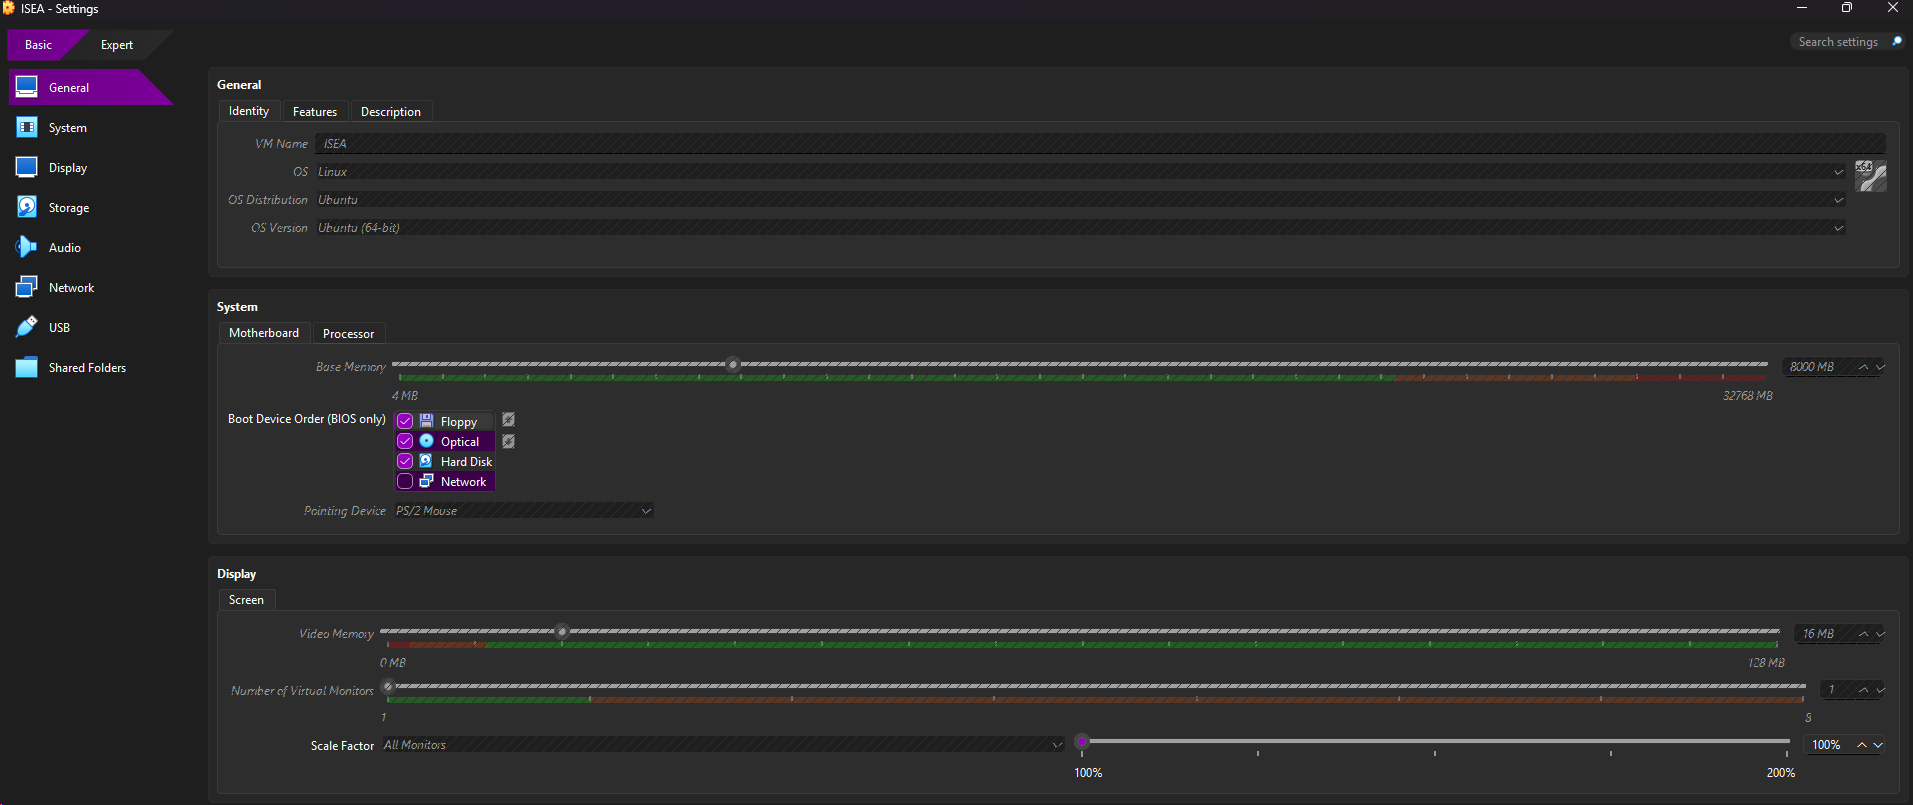 ISEA - Settings
Basic Expert Search settings
General
System
Display
Storage
Audio
Network
USB
Shared Folders
General
Identity Features Description
VM Name ISEA
OS Linux x64
OS Distribution Ubuntu
OS Version Ubuntu (64-bit)
System
Motherboard Processor
Base Memory 8000 MB
4 MB 32768 MB
Boot Device Order (BIOS only) Floppy
Optical
Hard Disk
Network
Pointing Device PS/2 Mouse
Display
Screen
Video Memory 16 MB
0 MB 128 MB
Number of Virtual Monitors 1
1 8
Scale Factor All Monitors 100%
100% 200%